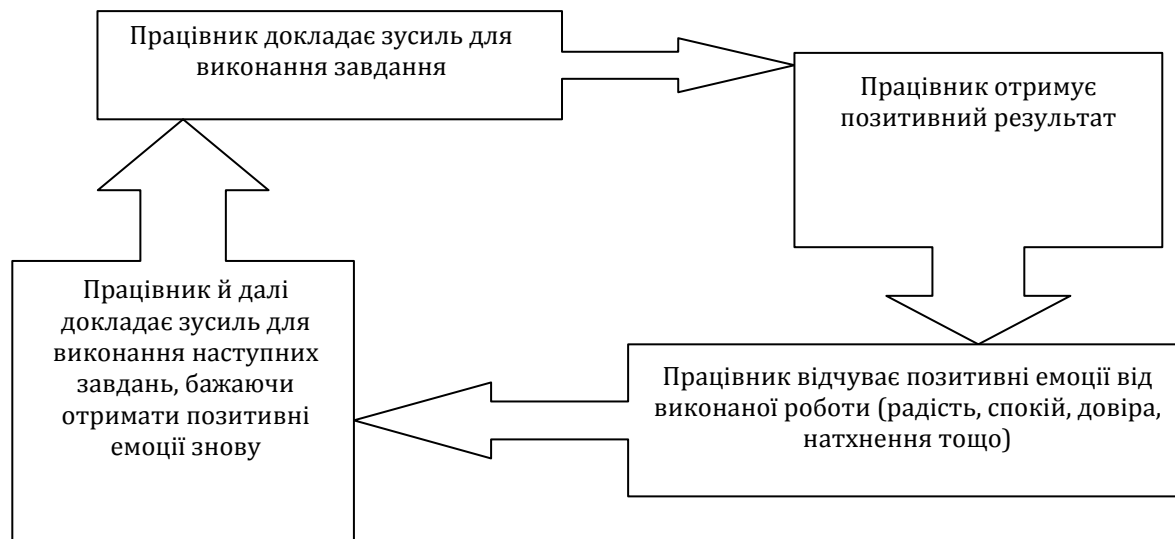 Працівник докладає зусиль для
виконання завдання
Працівник отримує
позитивний результат
Працівник відчуває позитивні емоції від
виконаної роботи (радість, спокій, довіра,
натхнення тощо)
Працівник й далі
докладає зусиль для
виконання наступних
завдань, бажаючи
отримати позитивні
емоції знову